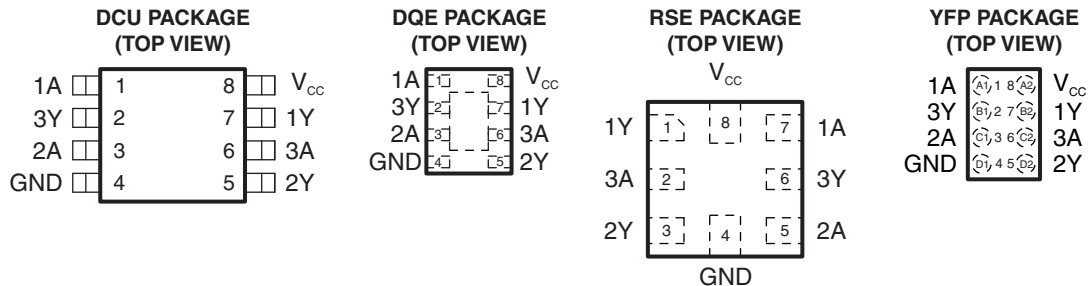 DCU PACKAGE
(TOP VIEW)
1A 1 8 VCC
3Y 2 7 1Y
2A 3 6 3A
GND 4 5 2Y
DQE PACKAGE
(TOP VIEW)
1A 1 8 VCC
3Y 2 7 1Y
2A 3 6 3A
GND 4 5 2Y
RSE PACKAGE
(TOP VIEW)
VCC
1Y 1 8 7 1A
3A 2 6 3Y
2Y 3 4 5 2A
GND
YFP PACKAGE
(TOP VIEW)
1A A1 1 8 A2 VCC
3Y B1 2 7 B2 1Y
2A C1 3 6 C2 3A
GND D1 4 5 D2 2Y